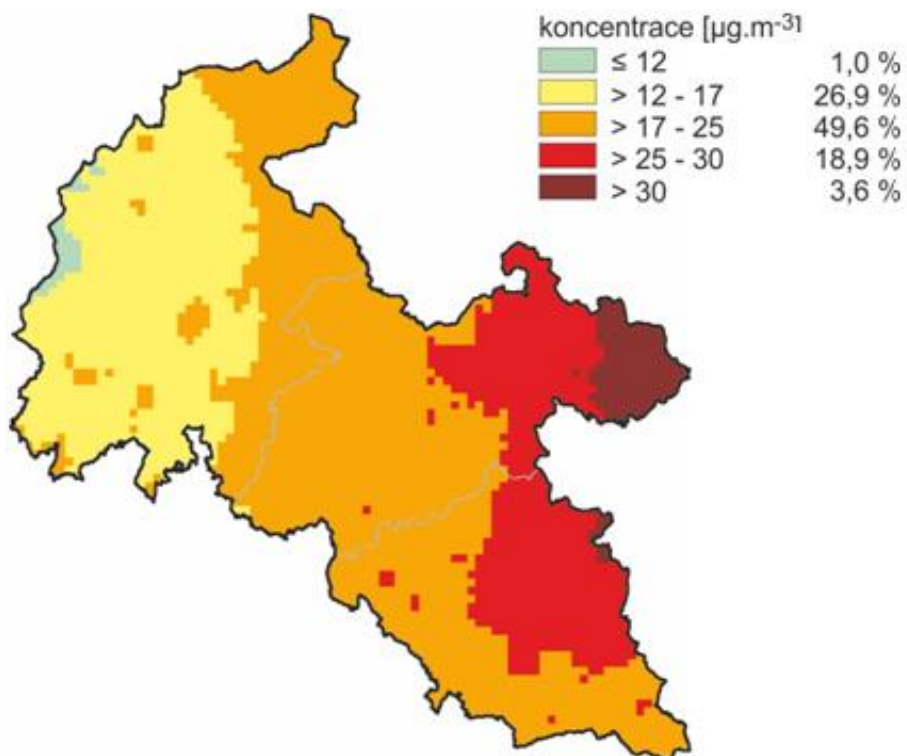 koncentrace [µg.m-3]
≤ 12 1,0 %
> 12 - 17 26,9 %
> 17 - 25 49,6 %
> 25 - 30 18,9 %
> 30 3,6 %